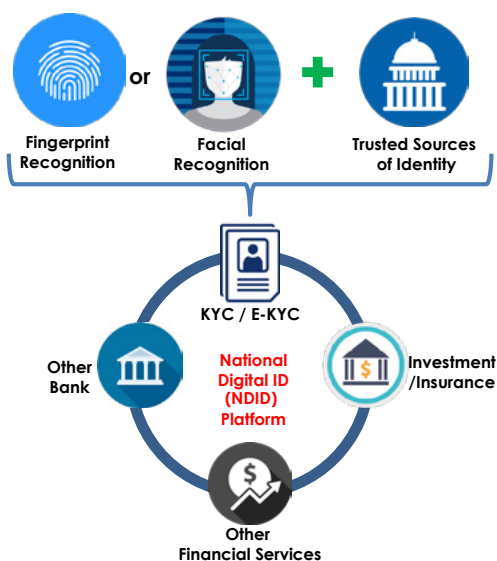 or
Fingerprint
Recognition
Facial
Recognition
Trusted Sources
of Identity
KYC / E-KYC
Other
Bank
National
Digital ID
(NDID)
Platform
$
Investment
/Insurance
$
Other
Financial Services